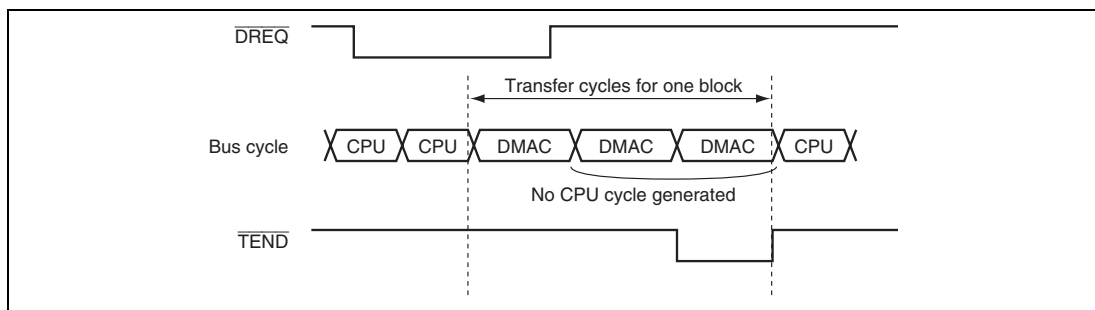 DREQ
Transfer cycles for one block
Bus cycle CPU CPU DMAC DMAC DMAC CPU
No CPU cycle generated
TEND